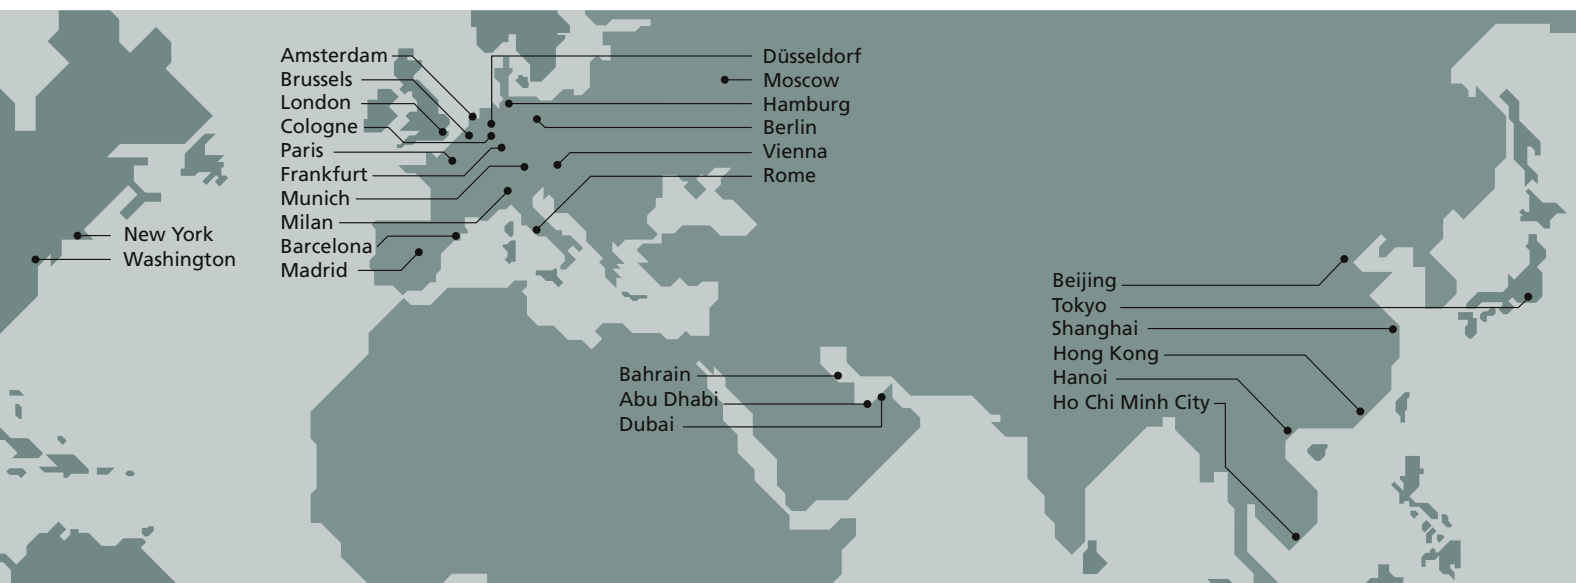 Amsterdam
Brussels
London
Cologne
Paris
Frankfurt
Munich
Milan
Barcelona
Madrid
Düsseldorf
Moscow
Hamburg
Berlin
Vienna
Rome
New York
Washington
Bahrain
Abu Dhabi
Dubai
Beijing
Tokyo
Shanghai
Hong Kong
Hanoi
Ho Chi Minh City